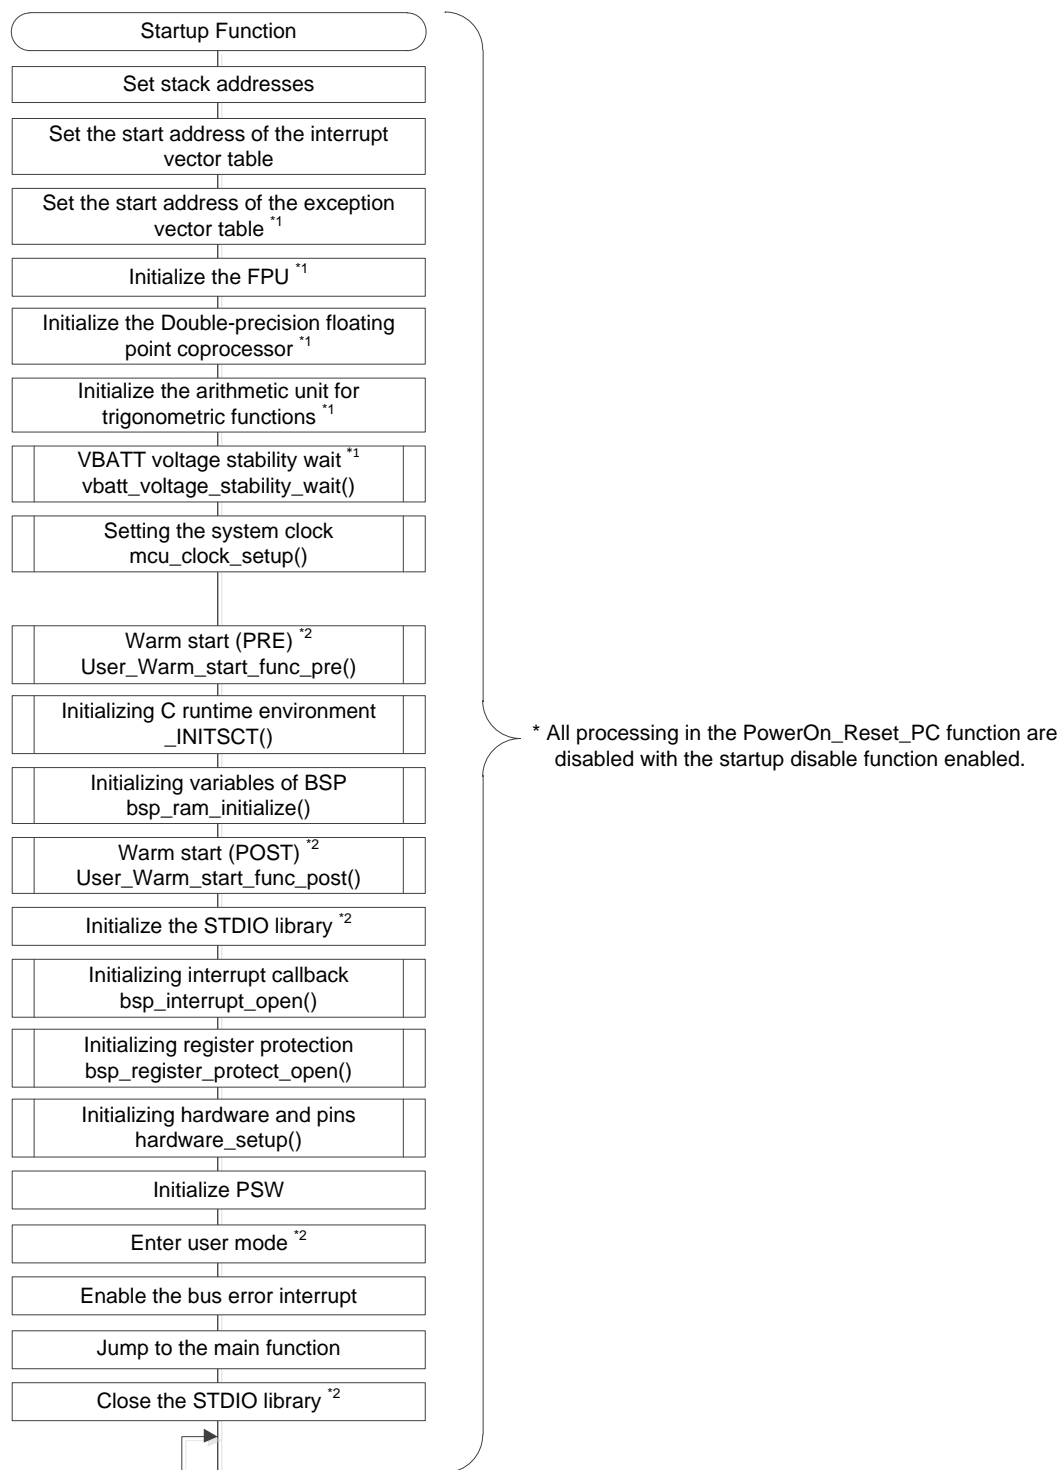 Startup Function
Set stack addresses
Set the start address of the interrupt
vector table
Set the start address of the exception
vector table *1
Initialize the FPU *1
Initialize the Double-precision floating
point coprocessor *1
Initialize the arithmetic unit for
trigonometric functions *1
VBATT voltage stability wait *1
vbatt_voltage_stability_wait()
Setting the system clock
mcu_clock_setup()
Warm start (PRE) *2
User_Warm_start_func_pre()
Initializing C runtime environment
_INITSCT()
* All processing in the PowerOn_Reset_PC function are
disabled with the startup disable function enabled.
Initializing variables of BSP
bsp_ram_initialize()
Warm start (POST) *2
User_Warm_start_func_post()
Initialize the STDIO library *2
Initializing interrupt callback
bsp_interrupt_open()
Initializing register protection
bsp_register_protect_open()
Initializing hardware and pins
hardware_setup()
Initialize PSW
Enter user mode *2
Enable the bus error interrupt
Jump to the main function
Close the STDIO library *2